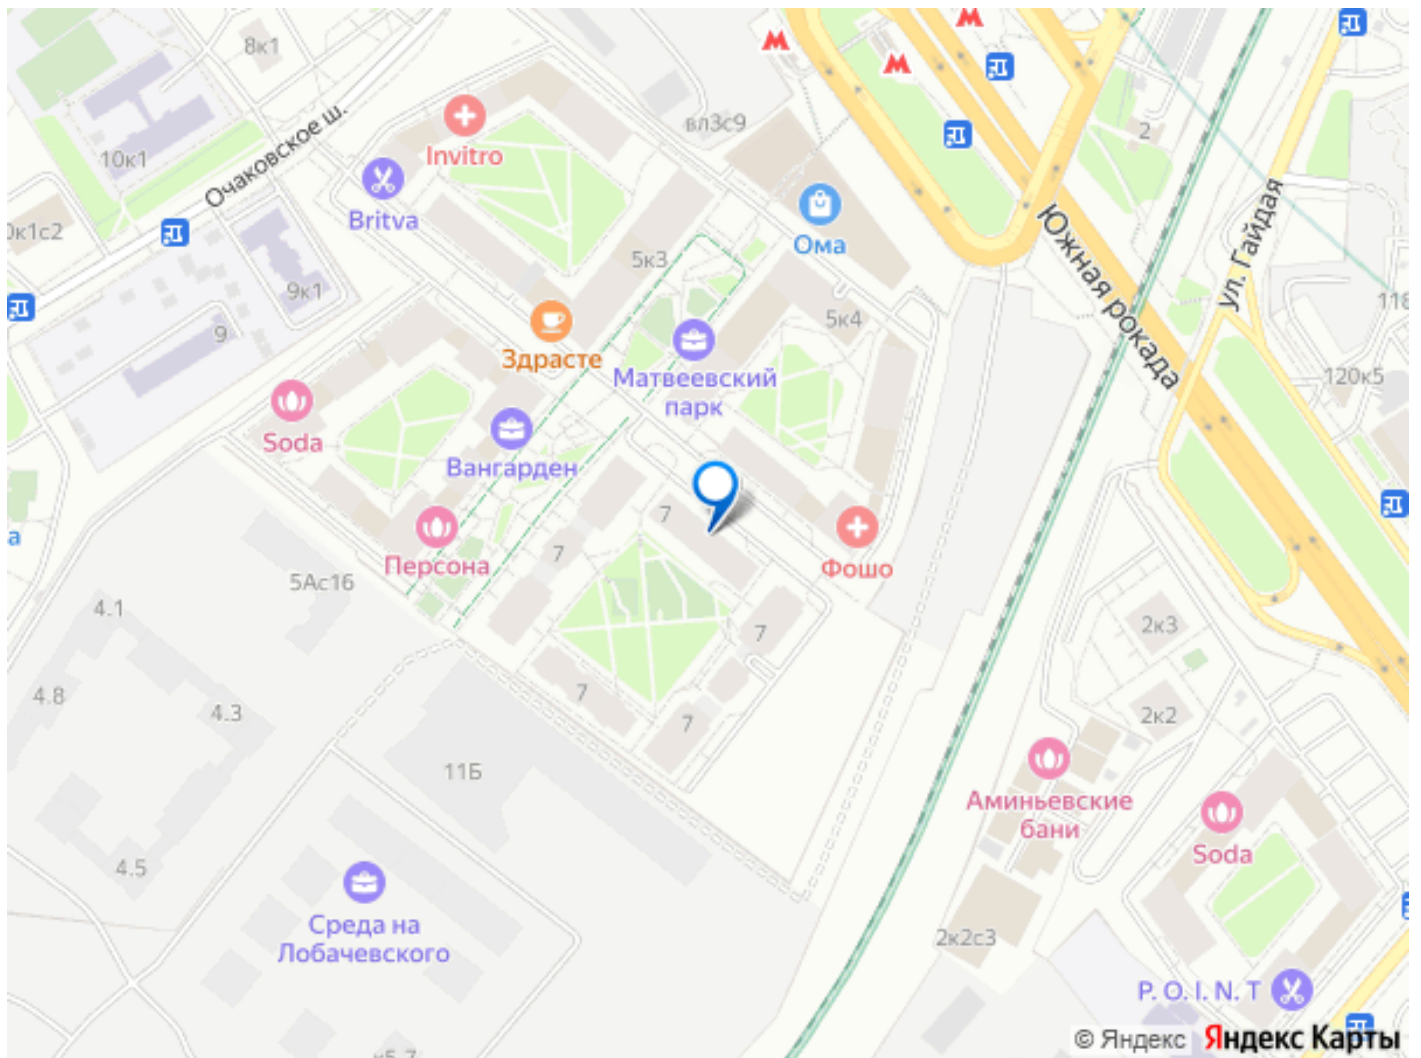 8к1
вл3с9
2
10к1
Очаковское ш.
Invitro
Britva
Ома
Южная рокада
ул. Гайдая
5к3
9к1
9
5к4
118
Здрасте
Матвеевский
парк
120к5
Soda
Вангарден
7
Фошо
Персона
7
5Ас16
4.1
2к3
7
4.8
4.3
7
7
2к2
11Б
Аминьевские
бани
Soda
4.5
Среда на
Лобачевского
2к2с3
P. O. I. N. T
© Яндекс Яндекс Карты